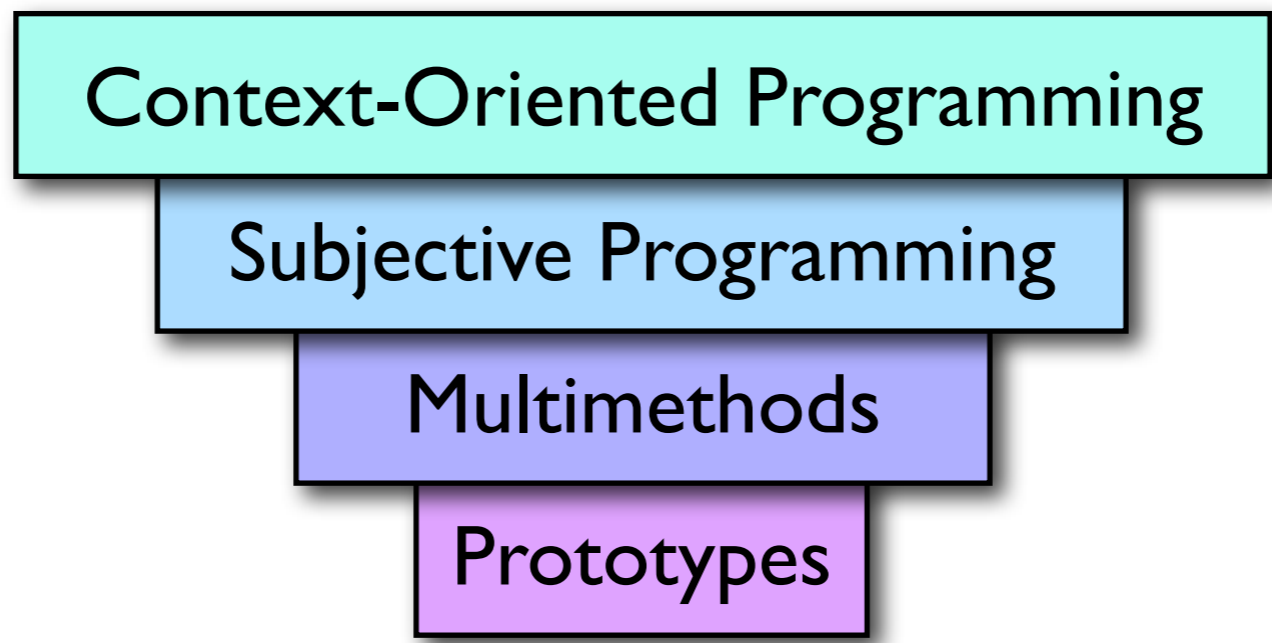 Context-Oriented Programming
Subjective Programming
Multimethods
Prototypes